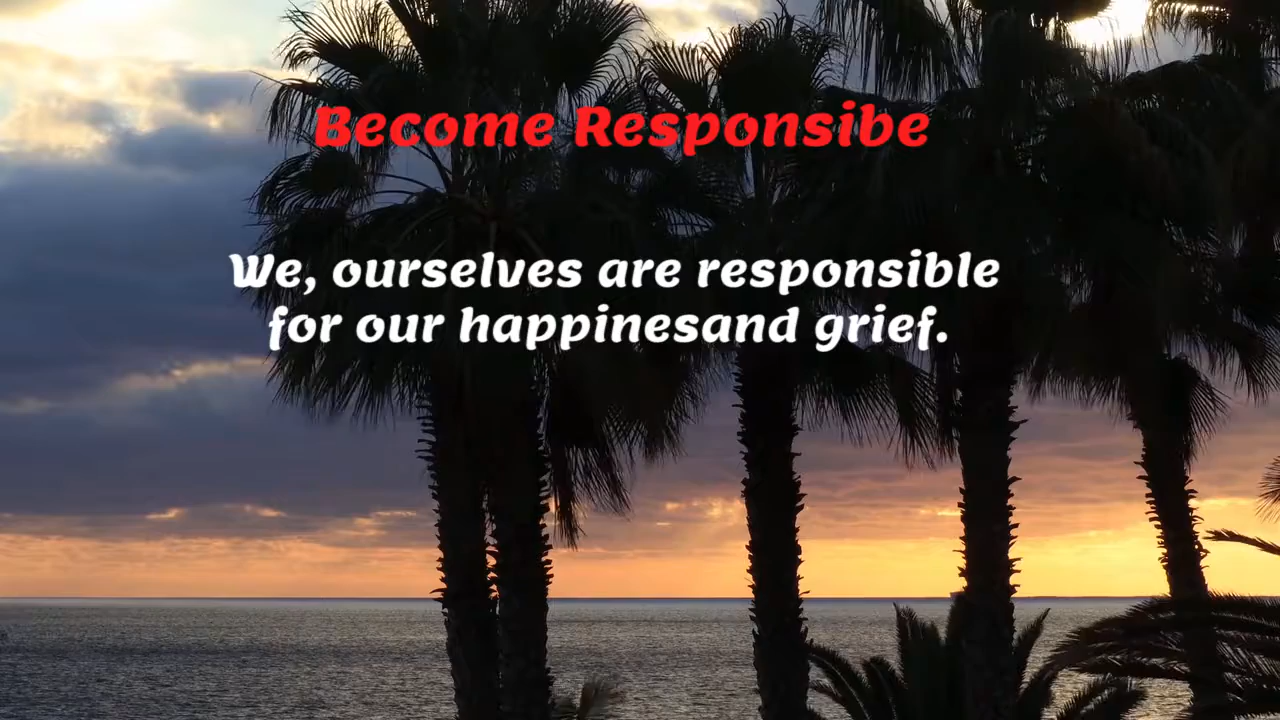 Become Responsibe
We, ourselves are responsible
for our happinesand grief.